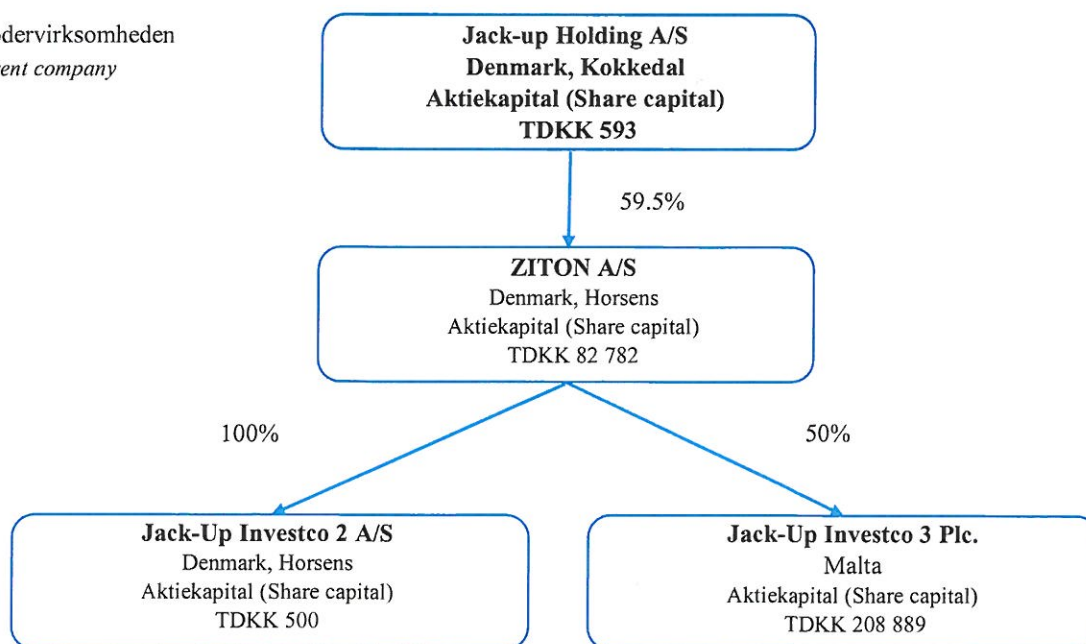 Jack-up Holding A/S
Denmark, Kokkedal
Aktiekapital (Share capital)
TDKK 593
company
59.5%
ZITON A/S
Denmark, Horsens
Aktiekapital (Share capital)
TDKK 82 782
100%
50%
Jack-Up Investco 2 A/S
Denmark, Horsens
Aktiekapital (Share capital)
TDKK 500
Jack-Up Investco 3 Plc.
Malta
Aktiekapital (Share capital)
TDKK 208 889